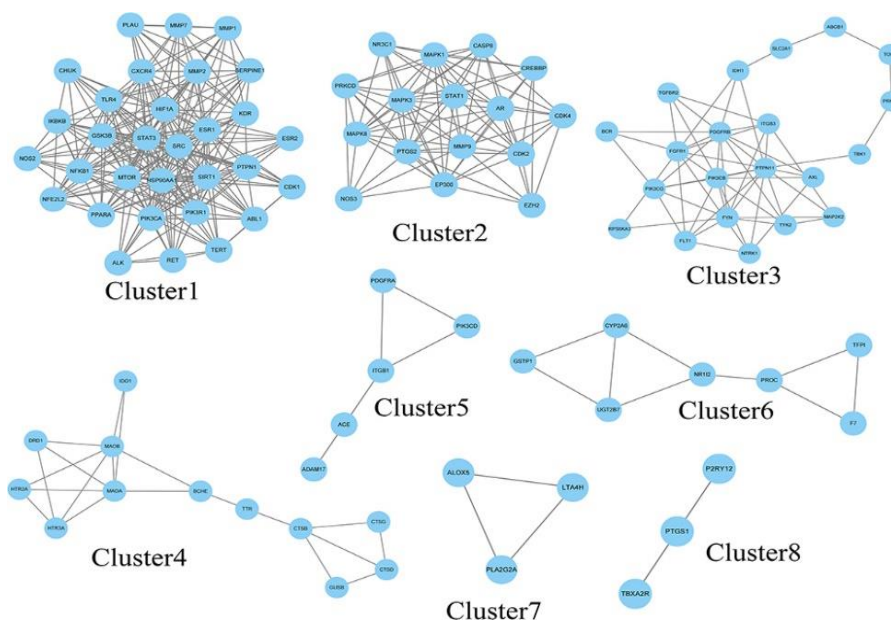 PLAU
MMP7
MMP1
CHUK
CXCR4
MMP2
SERPINE1
TLR4
HIF1A
KDR
IKBKB
GSK3B
STAT3
ESR1
ESR2
SRC
NOS2
NFKB1
MTOR
HSP90AA1
SIRT1
PTPN1
CDK1
NFE2L2
PPARA
PIK3CA
PIK3R1
ABL1
TERT
ALK
RET
Cluster1
NR3C1
MAPK1
CASP8
CREBBP
PRKCD
MAPK3
STAT1
AR
CDK4
MAPK8
PTGS2
MMP9
CDK2
EP300
NOS3
EZH2
Cluster2
ABCB1
SLC2A1
IDH1
TGFBR2
ITGB3
BCR
PDGFRB
FGFR1
TBK1
PTPN11
PIK3CG
PIK3CB
AXL
FYN
MAP2K5
RPS6KA2
TYK2
FLT1
NTRK1
Cluster3
PDGFRA
PIK3CD
ITGB1
ACE
ADAM17
Cluster5
CYP2A6
TFPI
GSTP1
NR1I2
PROC
UGT2B7
F7
Cluster6
IDO1
DRD1
MAOB
MAOA
BCHE
HTR3A
TTR
CTSB
CTSG
CTSD
GUSB
Cluster4
ALOX5
LTA4H
PLA2G2A
Cluster7
P2RY12
PTGS1
TBXA2R
Cluster8